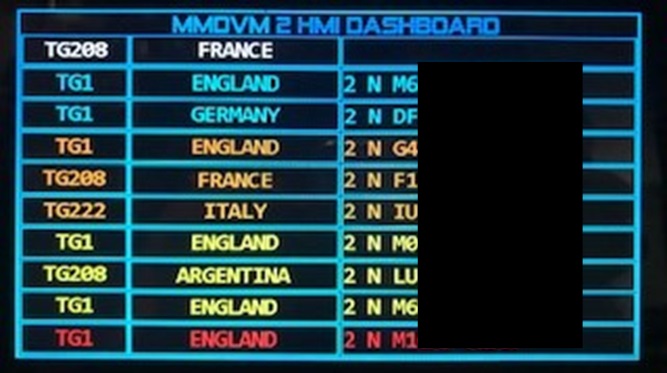 MMDVM 2 HMI DASHBOARD
TG208 FRANCE
TG1 ENGLAND 2 N M6
TG1 GERMANY 2 N DF
TG1 ENGLAND 2 N G4
TG208 FRANCE 2 N F1
TG222 ITALY 2 N IU
TG1 ENGLAND 2 N M0
TG208 ARGENTINA 2 N LU
TG1 ENGLAND 2 N M6
TG1 ENGLAND 2 N M1